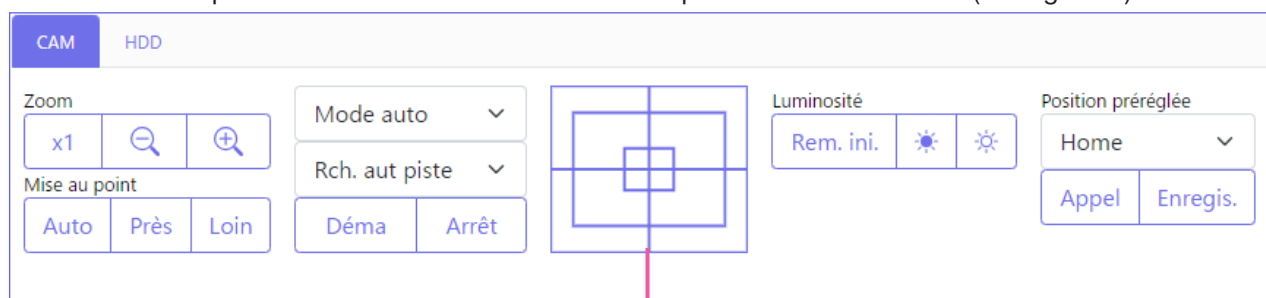 CAM HDD
Zoom
x1
Mise au point
Auto Près Loin
Mode auto
Rch. aut piste
Déma Arrêt
Luminosité
Rem. ini.
Position préréglée
Home
Appel Enregis.